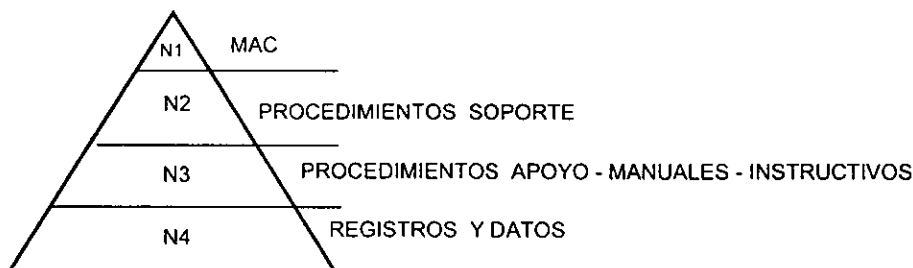 N1 MAC
N2 PROCEDIMIENTOS SOPORTE
N3 PROCEDIMIENTOS APOYO - MANUALES - INSTRUCTIVOS
N4 REGISTROS Y DATOS